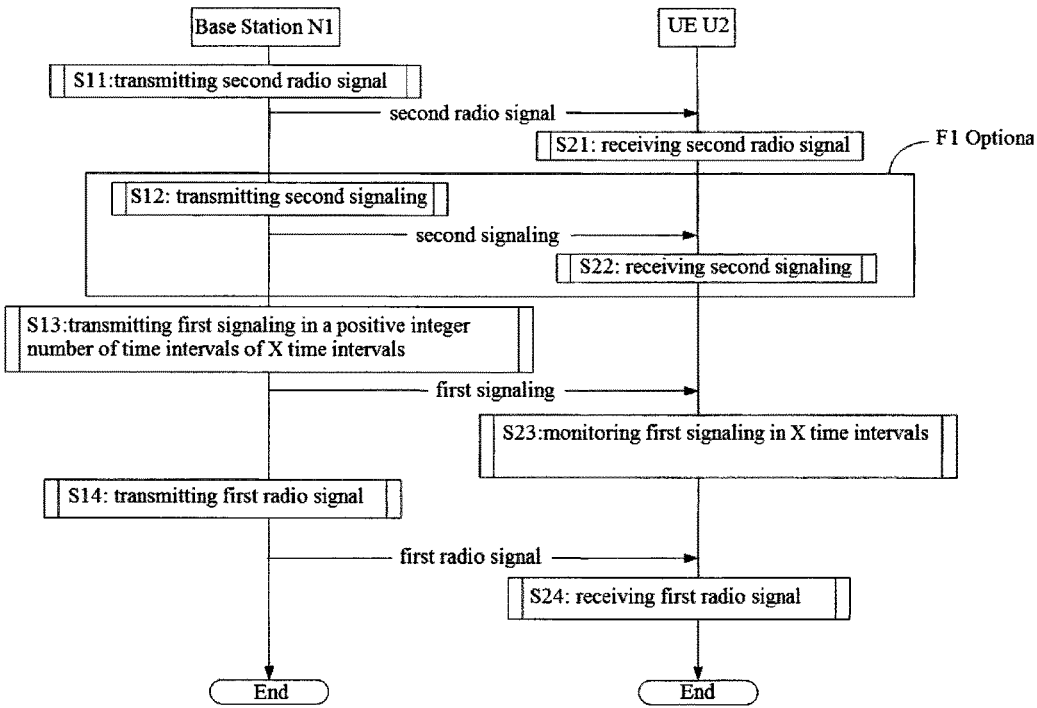 Base Station N1
UE U2
S11:transmitting second radio signal
second radio signal
S21: receiving second radio signal
F1 Optiona
S12: transmitting second signaling
second signaling
S22: receiving second signaling
S13:transmitting first signaling in a positive integer
number of time intervals of X time intervals
first signaling
S23:monitoring first signaling in X time intervals
S14: transmitting first radio signal
first radio signal
S24: receiving first radio signal
End
End